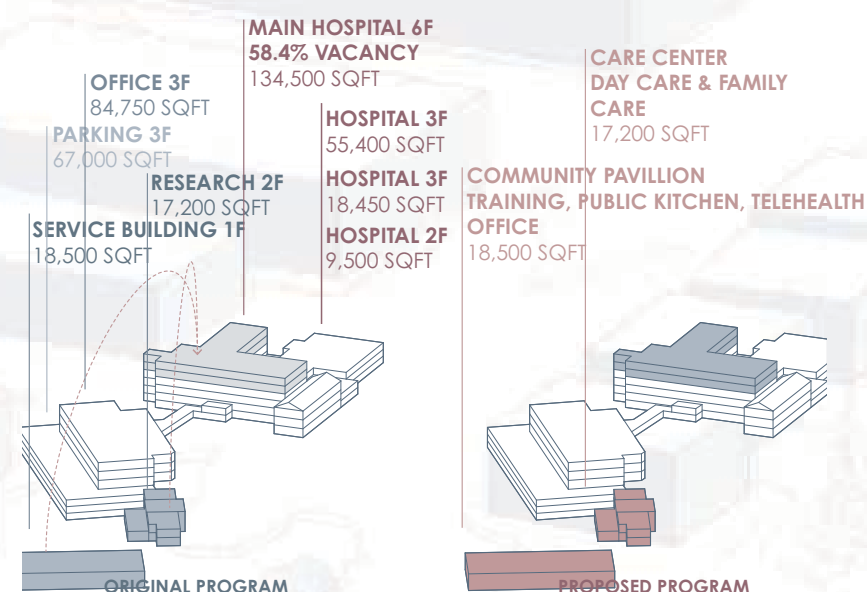 MAIN HOSPITAL 6F
58.4% VACANCY
134,500 SQFT
OFFICE 3F
84,750 SQFT
PARKING 3F
67,000 SQFT
RESEARCH 2F
17,200 SQFT
SERVICE BUILDING 1F
18,500 SQFT
HOSPITAL 3F
55,400 SQFT
HOSPITAL 3F
18,450 SQFT
HOSPITAL 2F
9,500 SQFT
CARE CENTER
DAY CARE & FAMILY
CARE
17,200 SQFT
COMMUNITY PAVILLION
TRAINING, PUBLIC KITCHEN, TELEHEALTH
OFFICE
18,500 SQFT
ORIGINAL PROGRAM
PROPOSED PROGRAM